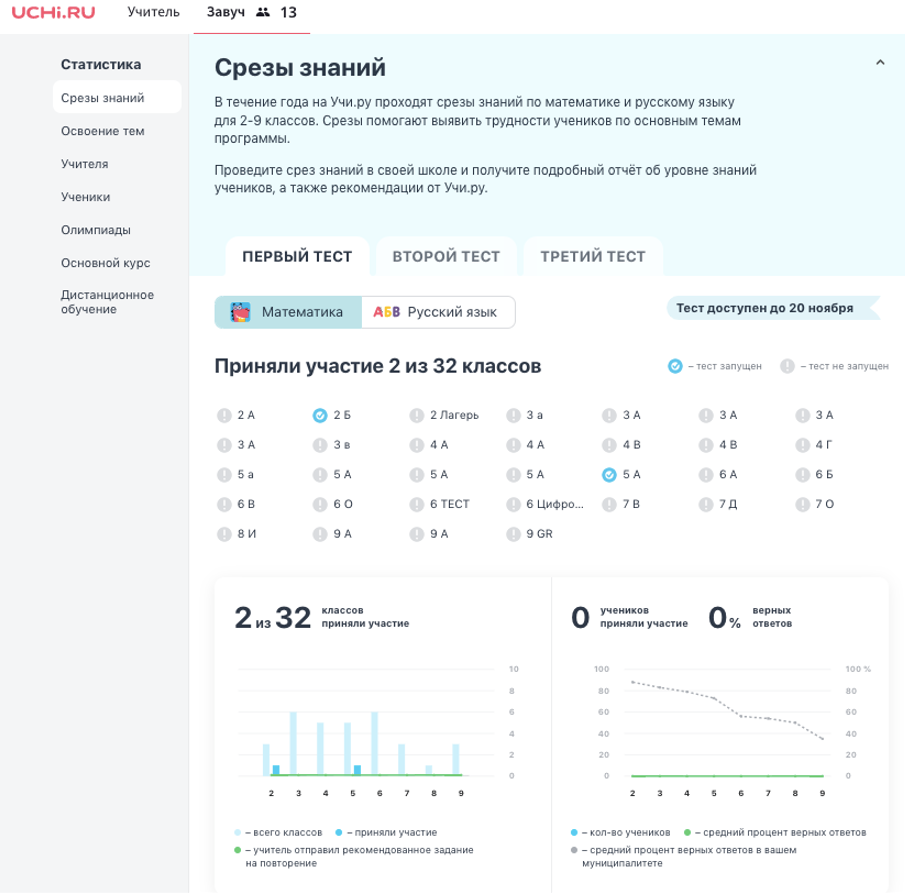 UCHi.RU Учитель Завуч 13
Статистика
Срезы знаний
Освоение тем
Учителя
Ученики
Олимпиады
Основной курс
Дистанционное
обучение
Срезы знаний
В течение года на Учи.ру проходят срезы знаний по математике и русскому языку
для 2-9 классов. Срезы помогают выявить трудности учеников по основным темам
программы.
Проведите срез знаний в своей школе и получите подробный отчёт об уровне знаний
учеников, а также рекомендации от Учи.ру.
ПЕРВЫЙ ТЕСТ ВТОРОЙ ТЕСТ ТРЕТИЙ ТЕСТ
Математика АБВ Русский язык Тест доступен до 20 ноября
Приняли участие 2 из 32 классов – тест запущен – тест не запущен
2 А 2 Б 2 Лагерь 3 а 3 А 3 А 3 А
3 А 3 в 4 А 4 А 4 В 4 В 4 Г
5 а 5 А 5 А 5 А 5 А 6 А 6 Б
6 В 6 О 6 ТЕСТ 6 Цифро... 7 В 7 Д 7 О
8 И 9 А 9 А 9 GR
2 из 32 классов
приняли участие
10
8
6
4
2
0
2 3 4 5 6 7 8 9
– всего классов – приняли участие
– учитель отправил рекомендованное задание
на повторение
0 учеников
приняли участие
0% верных
ответов
100 100 %
80 80
60 60
40 40
20 20
0 0
2 3 4 5 6 7 8 9
– кол-во учеников – средний процент верных ответов
– средний процент верных ответов в вашем
муниципалитете